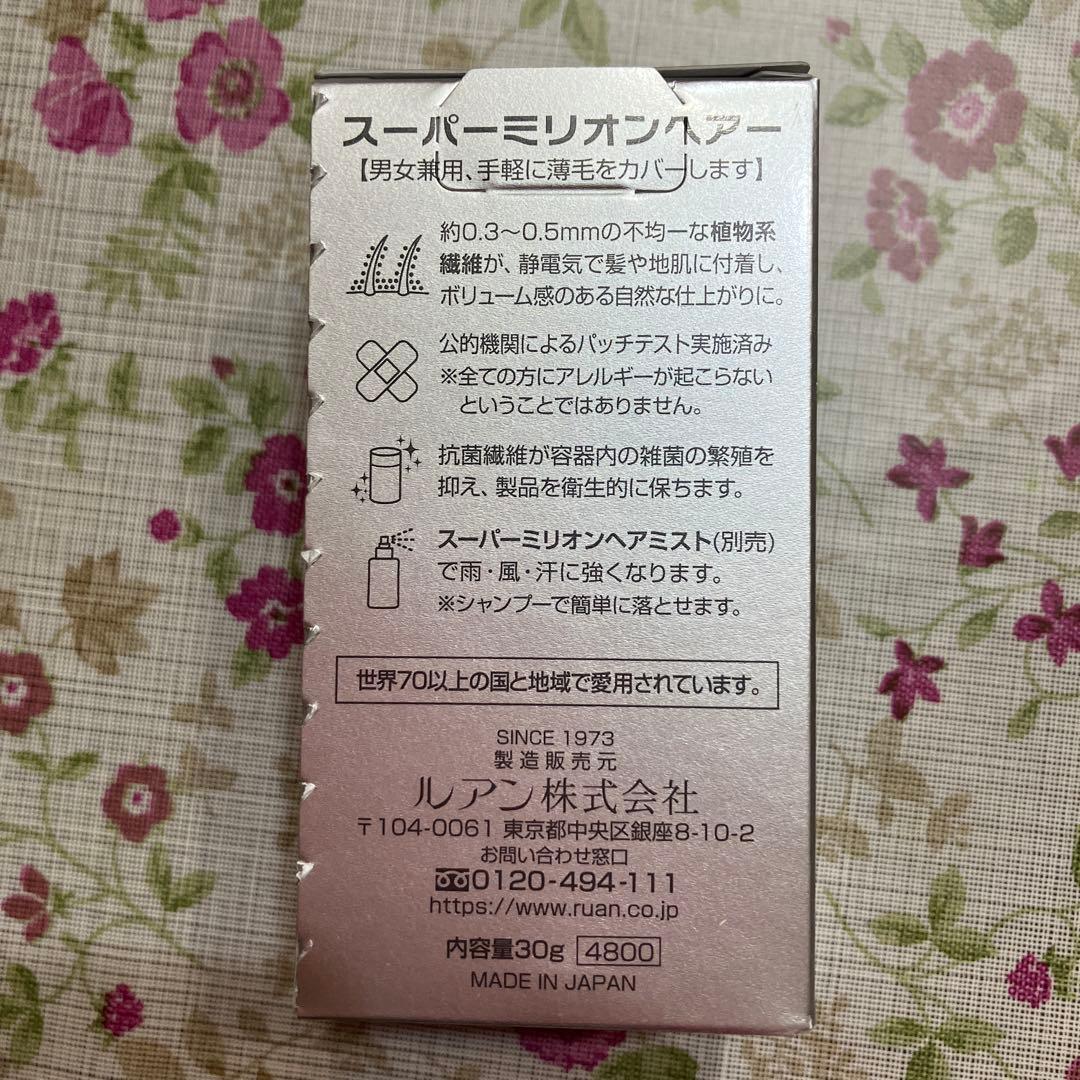 スーパーミリオンヘアー
【男女兼用、手軽に薄毛をカバーします】
約0.3～0.5mmの不均一な植物系
繊維が、静電気で髪や地肌に付着し、
ボリューム感のある自然な仕上がりに。
公的機関によるパッチテスト実施済み
※全ての方にアレルギーが起こらない
ということではありません。
抗菌繊維が容器内の雑菌の繁殖を
抑え、製品を衛生的に保ちます。
スーパーミリオンヘアミスト(別売)
で雨・風・汗に強くなります。
※シャンプーで簡単に落とせます。
世界70以上の国と地域で愛用されています。
SINCE 1973
製造販売元
ルアン株式会社
〒104-0061 東京都中央区銀座8-10-2
お問い合わせ窓口
0120-494-111
https://www.ruan.co.jp
内容量30g 4800
MADE IN JAPAN